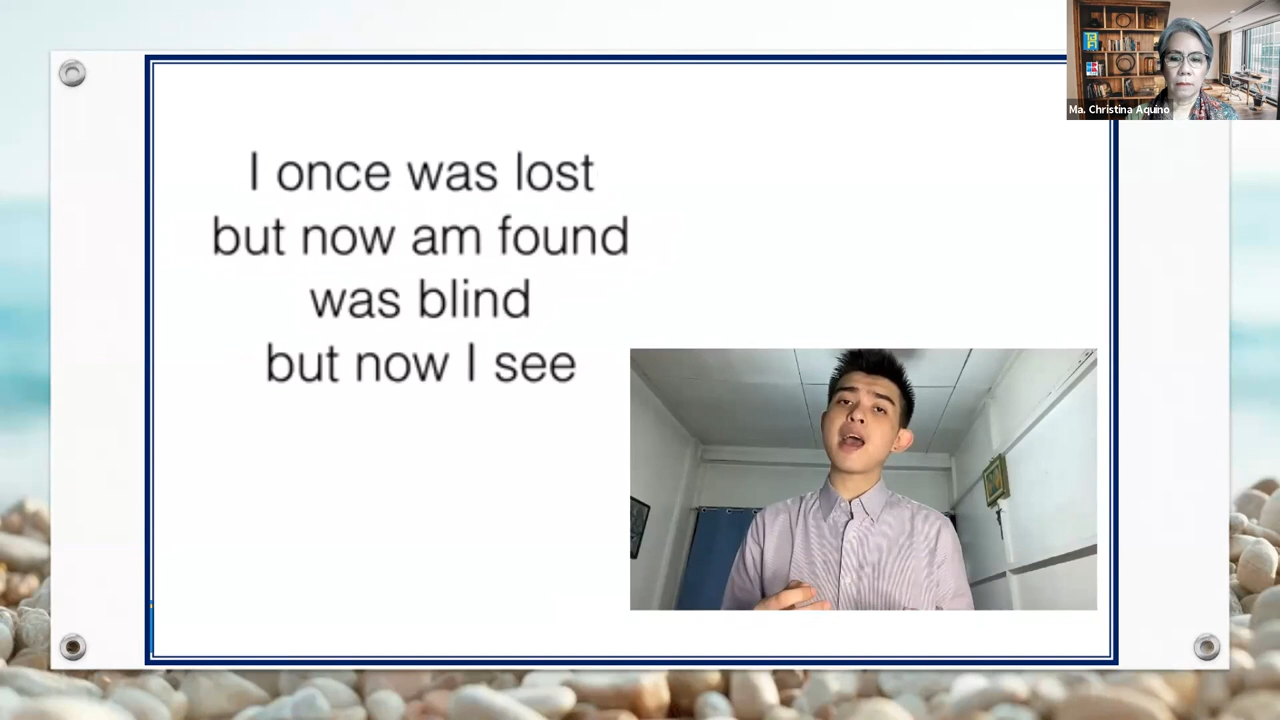 I once was lost
but now am found
was blind
but now I see
Ma. Christina Aquino